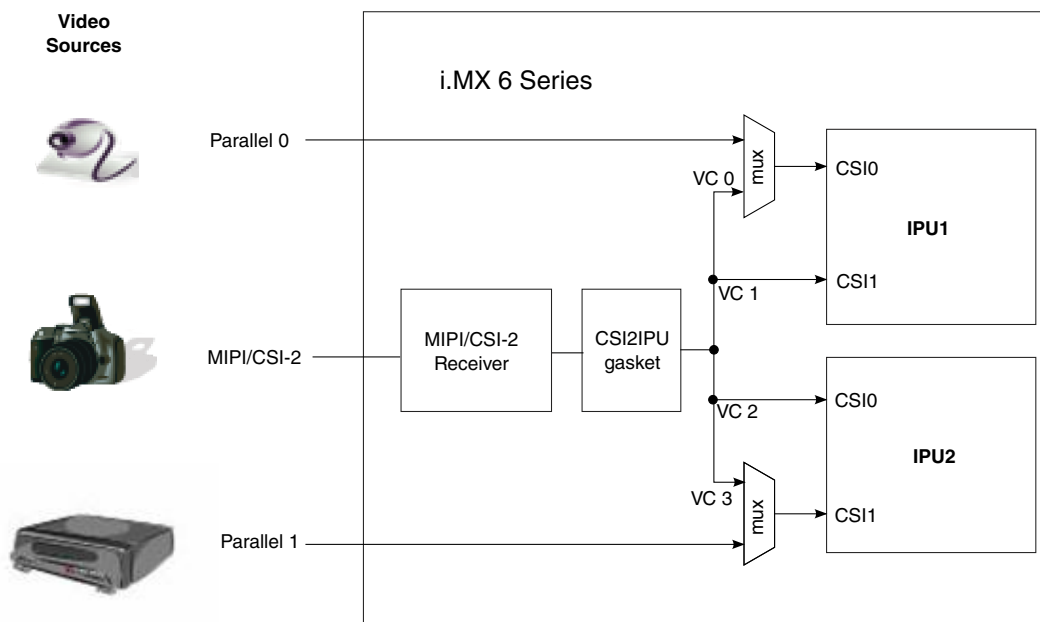 Video
Sources
i.MX 6 Series
Parallel 0
mux
VC 0
CSI0
IPU1
CSI1
VC 1
MIPI/CSI-2
MIPI/CSI-2
Receiver
CSI2IPU
gasket
VC 2
CSI0
IPU2
VC 3
mux
CSI1
Parallel 1